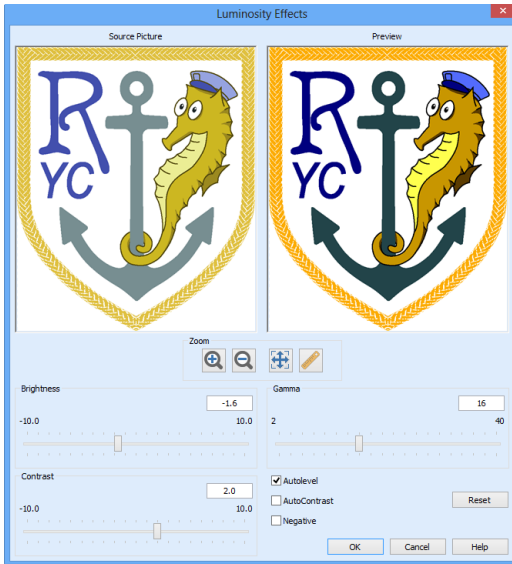 Luminosity Effects
Source Picture
Preview
R
YC
R
YC
Zoom
Brightness
-1.6
-10.0 10.0
Gamma
16
2 40
Contrast
2.0
-10.0 10.0
Autolevel
AutoContrast
Negative
Reset
OK Cancel Help